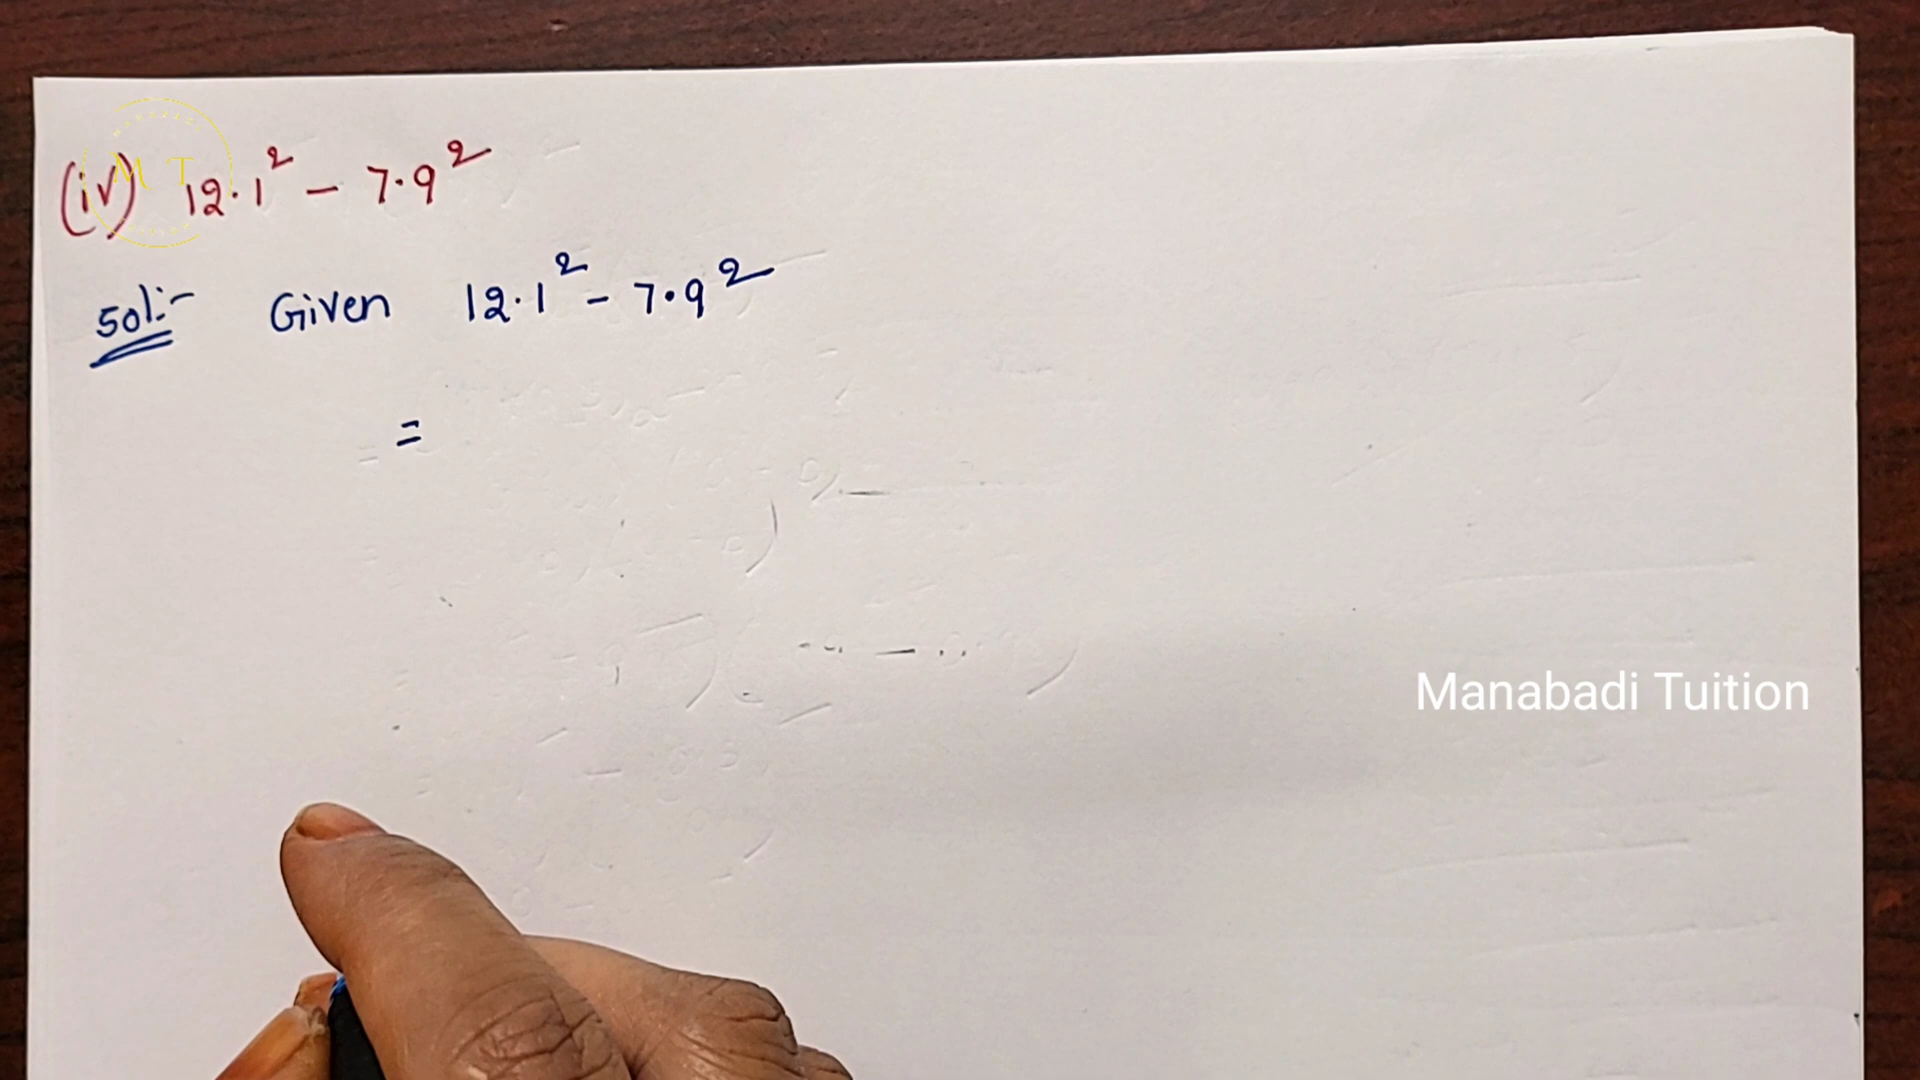 (iv) 12.1² - 7.9²
Sol:- Given 12.1² - 7.9²
=
Manabadi Tuition
M T